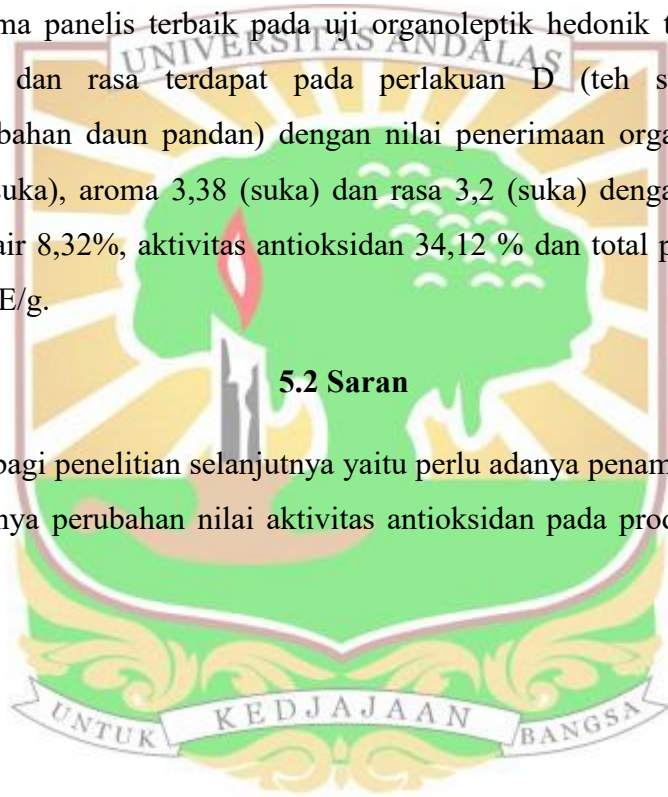 ma panelis terbaik pada uji organoleptik hedonik t
UNIVERSITAS ANDALAS
dan rasa terdapat pada perlakuan D (teh s
bahan daun pandan) dengan nilai penerimaan orga
suka), aroma 3,38 (suka) dan rasa 3,2 (suka) denga
air 8,32%, aktivitas antioksidan 34,12 % dan total p
E/g.
5.2 Saran
bagi penelitian selanjutnya yaitu perlu adanya penam
nya perubahan nilai aktivitas antioksidan pada prod
UNTUK KEDJAJAAN BANGSA